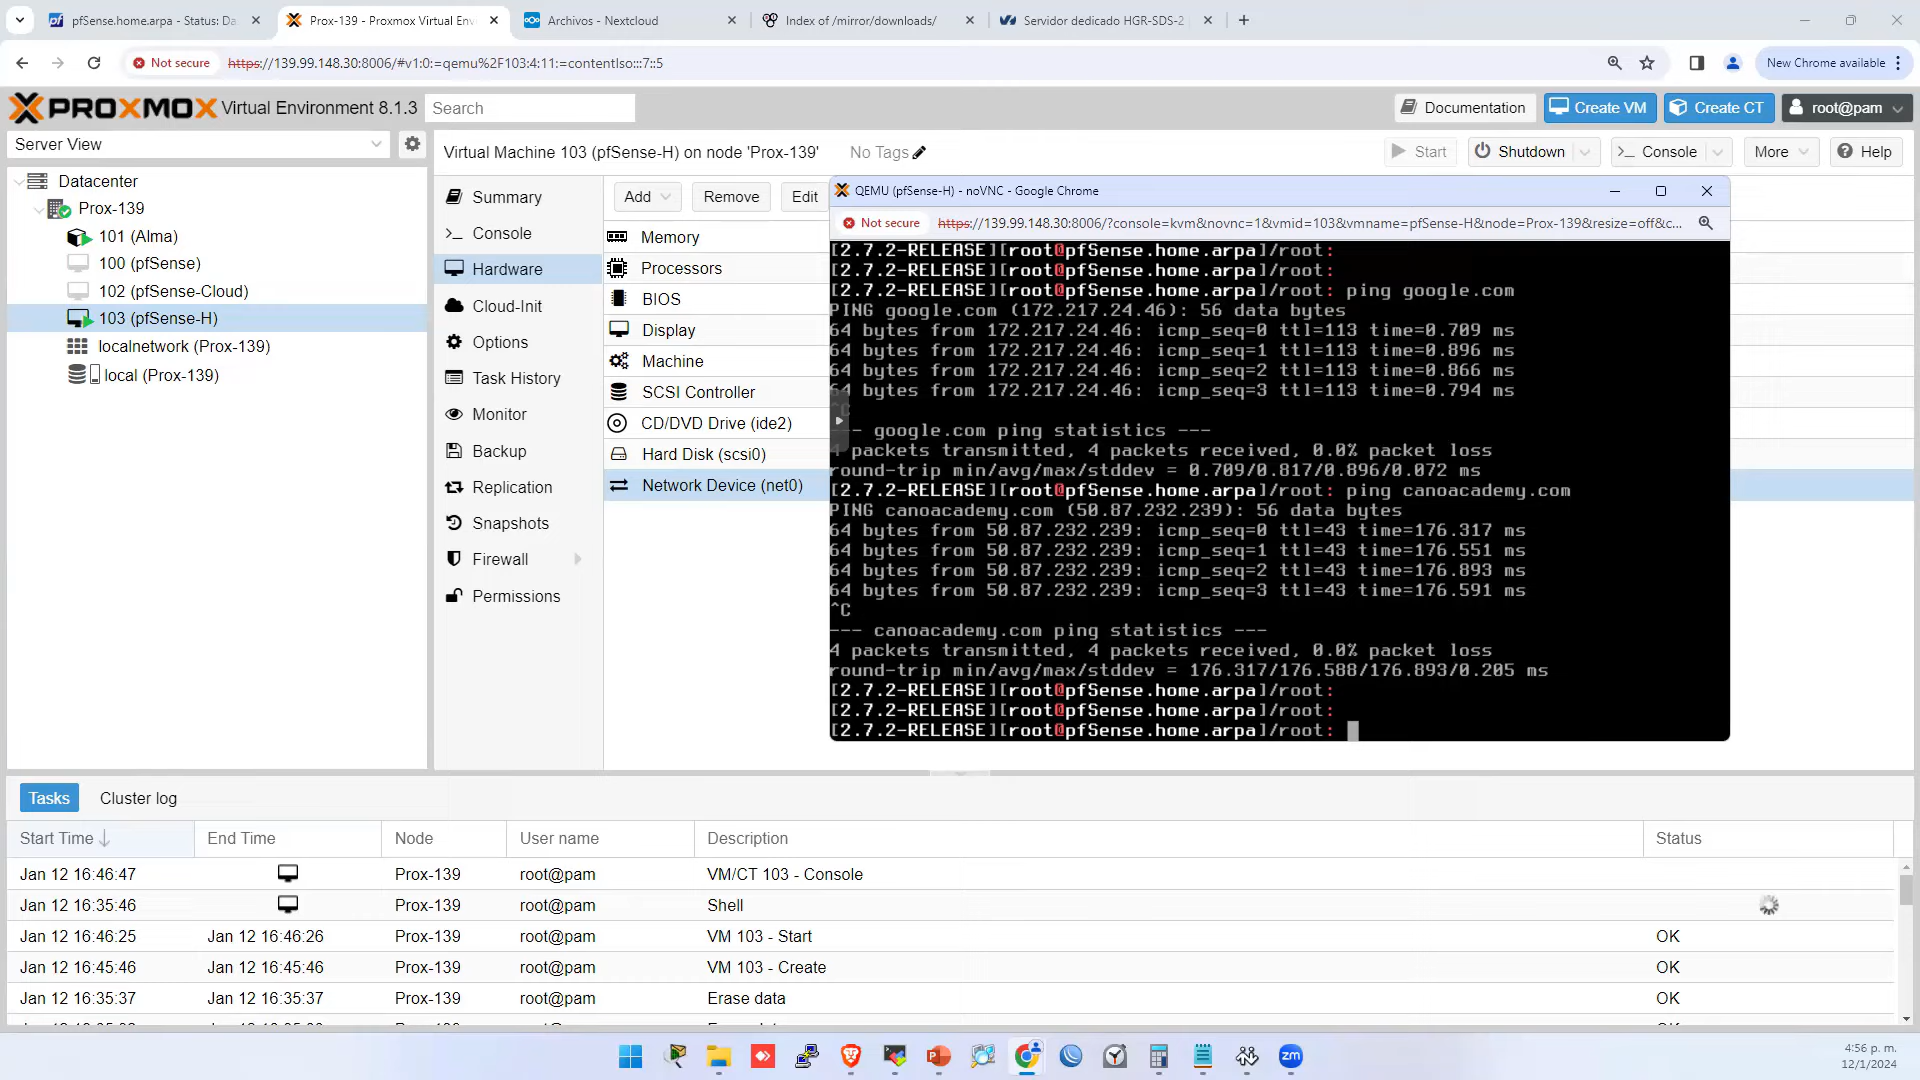 pfSense.home.arpa - Status: Da
Prox-139 - Proxmox Virtual Envi
Archivos - Nextcloud
Index of /mirror/downloads/
Servidor dedicado HGR-SDS-2
Not secure
https://139.99.148.30:8006/#v1:0:=qemu%2F103:4:11:=contentIso:::7::5
New Chrome available
PROXMOX Virtual Environment 8.1.3
Search
Documentation
Create VM
Create CT
root@pam
Server View
Virtual Machine 103 (pfSense-H) on node 'Prox-139'
No Tags
Start
Shutdown
Console
More
Help
Datacenter
Prox-139
101 (Alma)
100 (pfSense)
102 (pfSense-Cloud)
103 (pfSense-H)
localnetwork (Prox-139)
local (Prox-139)
Summary
Console
Hardware
Cloud-Init
Options
Task History
Monitor
Backup
Replication
Snapshots
Firewall
Permissions
Add
Remove
Edit
Memory
Processors
BIOS
Display
Machine
SCSI Controller
CD/DVD Drive (ide2)
Hard Disk (scsi0)
Network Device (net0)
QEMU (pfSense-H) - noVNC - Google Chrome
Not secure
https://139.99.148.30:8006/?console=kvm&novnc=1&vmid=103&vmname=pfSense-H&node=Prox-139&resize=off&c...
[2.7.2-RELEASE][root@pfSense.home.arpa]/root:
[2.7.2-RELEASE][root@pfSense.home.arpa]/root:
[2.7.2-RELEASE][root@pfSense.home.arpa]/root: ping google.com
PING google.com (172.217.24.46): 56 data bytes
64 bytes from 172.217.24.46: icmp_seq=0 ttl=113 time=0.709 ms
64 bytes from 172.217.24.46: icmp_seq=1 ttl=113 time=0.896 ms
64 bytes from 172.217.24.46: icmp_seq=2 ttl=113 time=0.866 ms
64 bytes from 172.217.24.46: icmp_seq=3 ttl=113 time=0.794 ms
^C
--- google.com ping statistics ---
4 packets transmitted, 4 packets received, 0.0% packet loss
round-trip min/avg/max/stddev = 0.709/0.817/0.896/0.072 ms
[2.7.2-RELEASE][root@pfSense.home.arpa]/root: ping canoacademy.com
PING canoacademy.com (50.87.232.239): 56 data bytes
64 bytes from 50.87.232.239: icmp_seq=0 ttl=43 time=176.317 ms
64 bytes from 50.87.232.239: icmp_seq=1 ttl=43 time=176.551 ms
64 bytes from 50.87.232.239: icmp_seq=2 ttl=43 time=176.893 ms
64 bytes from 50.87.232.239: icmp_seq=3 ttl=43 time=176.591 ms
^C
--- canoacademy.com ping statistics ---
4 packets transmitted, 4 packets received, 0.0% packet loss
round-trip min/avg/max/stddev = 176.317/176.588/176.893/0.205 ms
[2.7.2-RELEASE][root@pfSense.home.arpa]/root:
[2.7.2-RELEASE][root@pfSense.home.arpa]/root:
[2.7.2-RELEASE][root@pfSense.home.arpa]/root:
Tasks
Cluster log
Start Time End Time Node User name Description Status
Jan 12 16:46:47 Prox-139 root@pam VM/CT 103 - Console
Jan 12 16:35:46 Prox-139 root@pam Shell
Jan 12 16:46:25 Jan 12 16:46:26 Prox-139 root@pam VM 103 - Start OK
Jan 12 16:45:46 Jan 12 16:45:46 Prox-139 root@pam VM 103 - Create OK
Jan 12 16:35:37 Jan 12 16:35:37 Prox-139 root@pam Erase data OK
zm
4:56 p. m.
12/1/2024